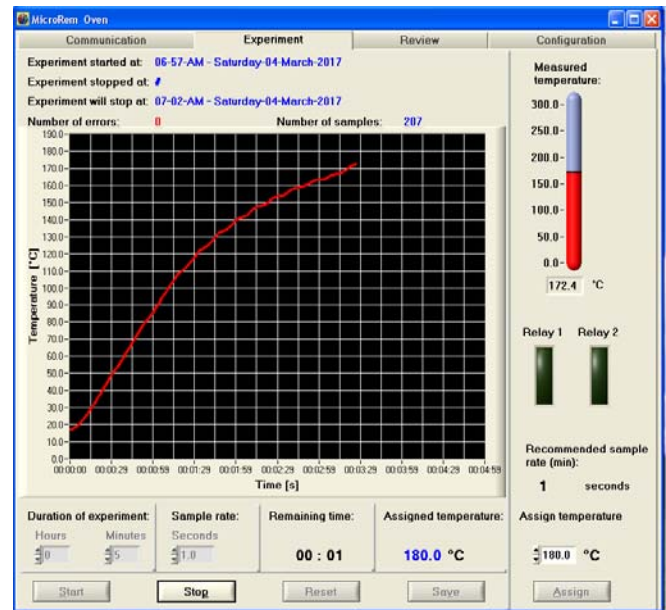 MicroRem Oven
Communication Experiment Review Configuration
Experiment started at: 06-57-AM - Saturday-04-March-2017
Experiment stopped at: #
Experiment will stop at: 07-02-AM - Saturday-04-March-2017
Number of errors: 0 Number of samples: 207
Temperature [°C]
190.0
180.0
170.0
160.0
150.0
140.0
130.0
120.0
110.0
100.0
90.0
80.0
70.0
60.0
50.0
40.0
30.0
20.0
10.0
0.0
00:00:00 00:00:29 00:00:59 00:01:29 00:01:59 00:02:29 00:02:59 00:03:29 00:03:59 00:04:29 00:04:59
Time [s]
Measured
temperature:
300.0
250.0
200.0
150.0
100.0
50.0
0.0
172.4 °C
Relay 1 Relay 2
Recommended sample
rate (min):
1 seconds
Duration of experiment:
Hours Minutes
0 5
Sample rate:
Seconds
1.0
Remaining time:
00 : 01
Assigned temperature:
180.0 °C
Assign temperature
180.0 °C
Start Stop Reset Save Assign